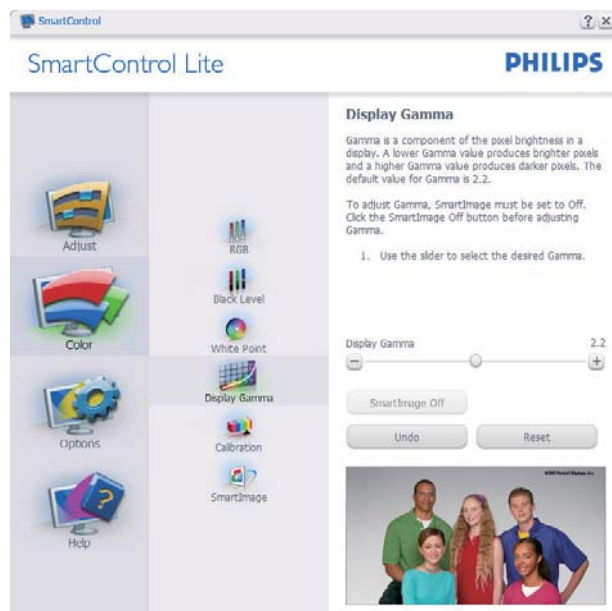 SmartControl
SmartControl Lite
PHILIPS
Adjust
Color
Options
Help
RGB
Black Level
White Point
Display Gamma
Calibration
SmartImage
Display Gamma
Gamma is a component of the pixel brightness in a
display. A lower Gamma value produces brighter pixels
and a higher Gamma value produces darker pixels. The
default value for Gamma is 2.2.
To adjust Gamma, SmartImage must be set to Off.
Click the SmartImage Off button before adjusting
Gamma.
1. Use the slider to select the desired Gamma.
Display Gamma 2.2
SmartImage Off
Undo Reset